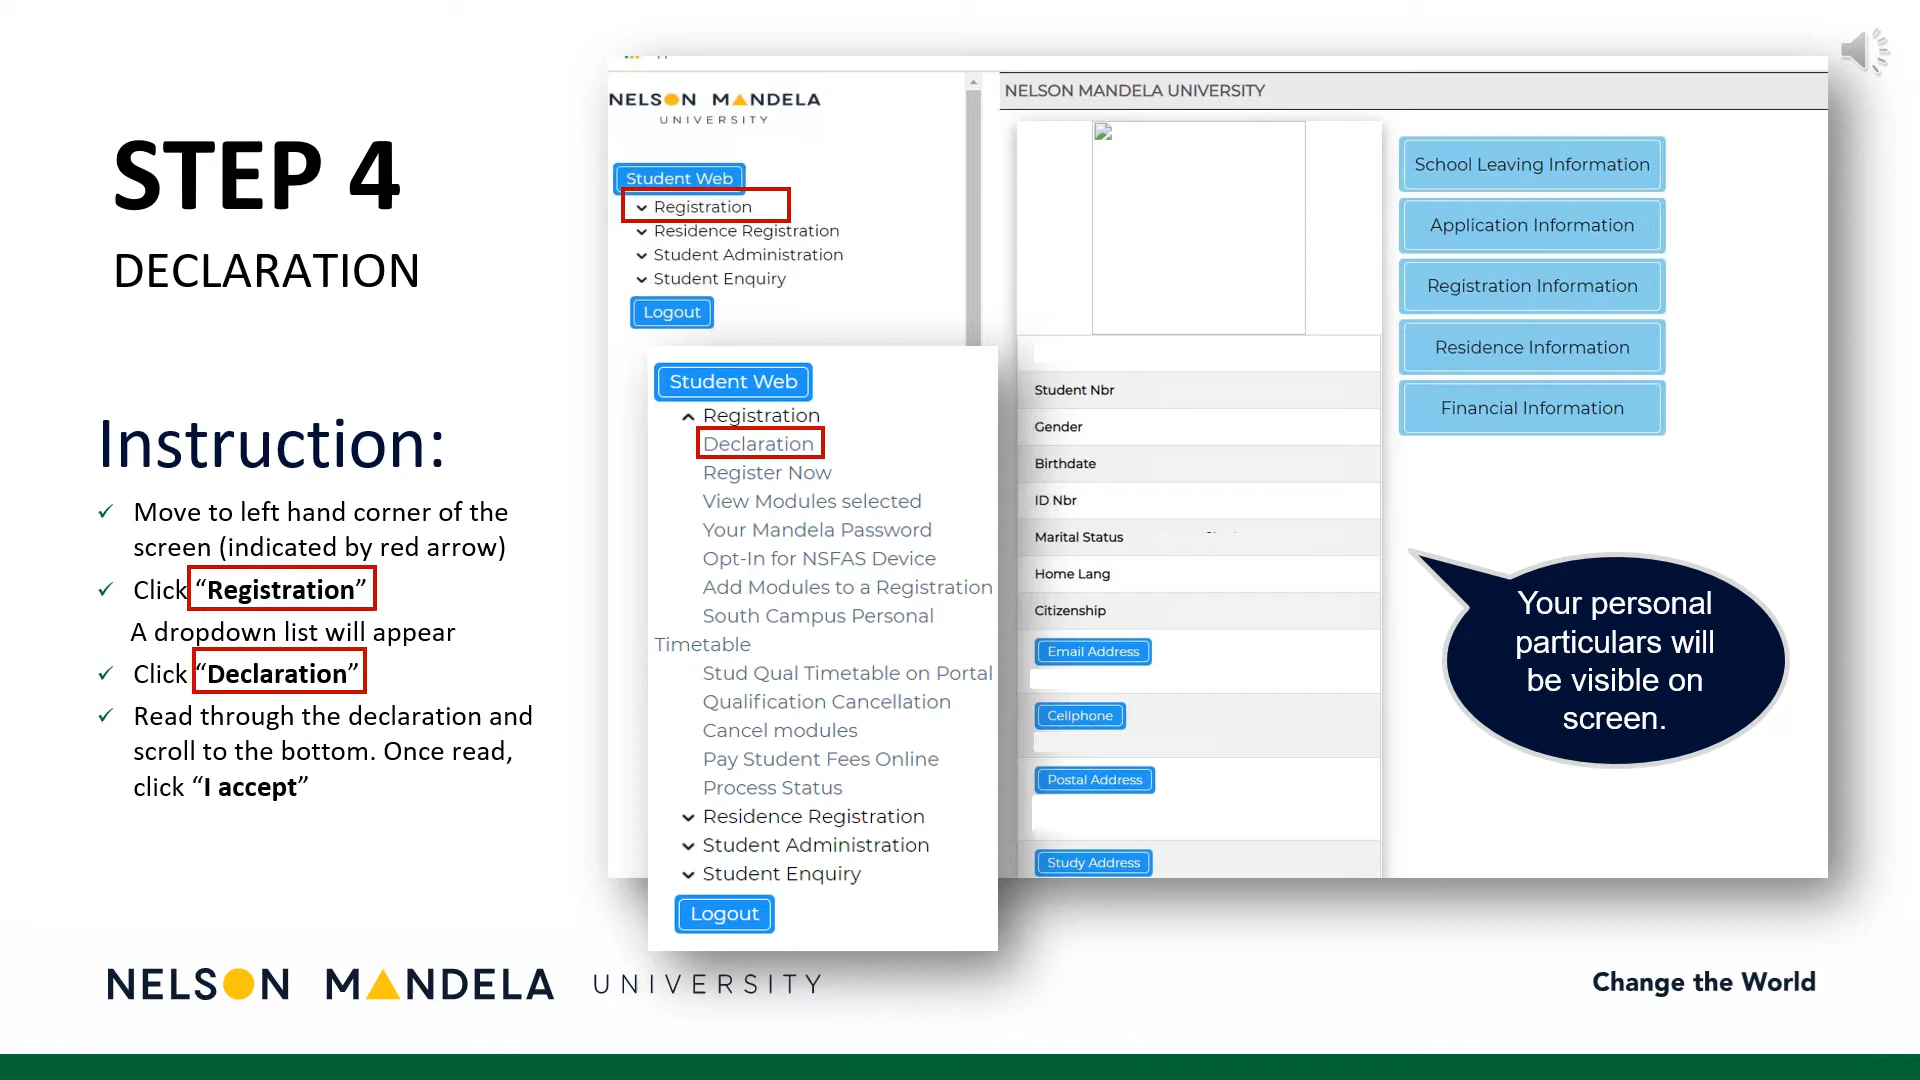 STEP 4
DECLARATION
Instruction:
✓ Move to left hand corner of the
screen (indicated by red arrow)
✓ Click “Registration”
A dropdown list will appear
✓ Click “Declaration”
✓ Read through the declaration and
scroll to the bottom. Once read,
click “I accept”
NELSON MANDELA
UNIVERSITY
Student Web
Registration
Residence Registration
Student Administration
Student Enquiry
Logout
Student Web
Registration
Declaration
Register Now
View Modules selected
Your Mandela Password
Opt-In for NSFAS Device
Add Modules to a Registration
South Campus Personal
Timetable
Stud Qual Timetable on Portal
Qualification Cancellation
Cancel modules
Pay Student Fees Online
Process Status
Residence Registration
Student Administration
Student Enquiry
Logout
NELSON MANDELA UNIVERSITY
Student Nbr
Gender
Birthdate
ID Nbr
Marital Status
Home Lang
Citizenship
Email Address
Cellphone
Postal Address
Study Address
School Leaving Information
Application Information
Registration Information
Residence Information
Financial Information
Your personal
particulars will
be visible on
screen.
NELSON MANDELA UNIVERSITY
Change the World